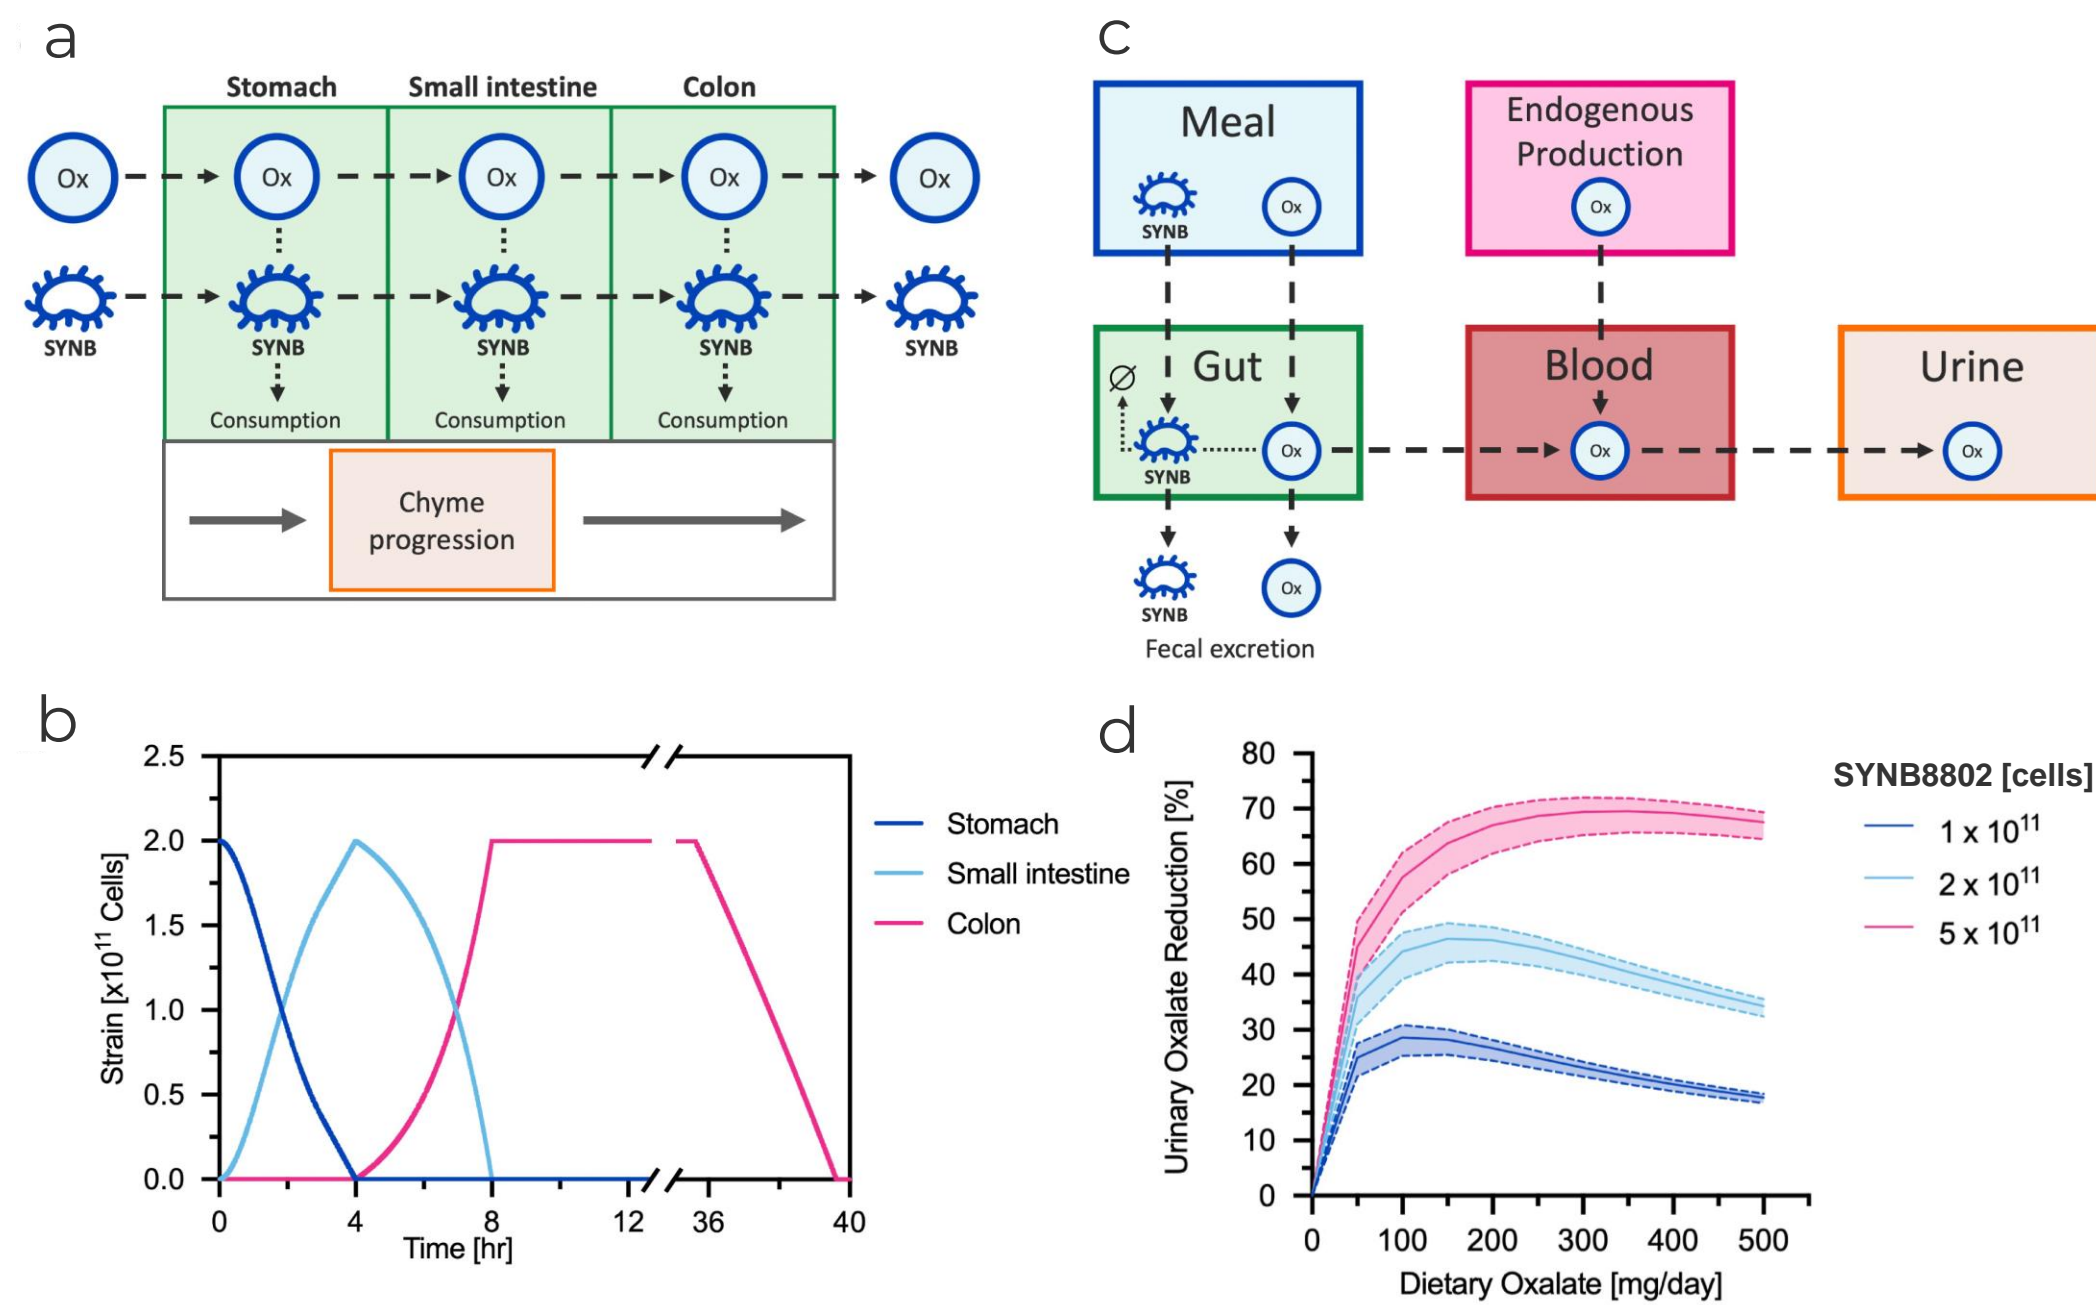 a
Stomach Small intestine Colon
Ox Ox Ox Ox Ox
SYNB SYNB SYNB SYNB SYNB
Consumption Consumption Consumption
Chyme
progression
c
Meal
SYNB
Ox
Endogenous
Production
Ox
Gut
∅
SYNB
Ox
Blood
Ox
Urine
Ox
SYNB
Ox
Fecal excretion
b
Strain [x10¹¹ Cells]
2.5
2.0
1.5
1.0
0.5
0.0
0 4 8 12 36 40
Time [hr]
Stomach
Small intestine
Colon
d
Urinary Oxalate Reduction [%]
80
70
60
50
40
30
20
10
0
0 100 200 300 400 500
Dietary Oxalate [mg/day]
SYNB8802 [cells]
1 x 10¹¹
2 x 10¹¹
5 x 10¹¹